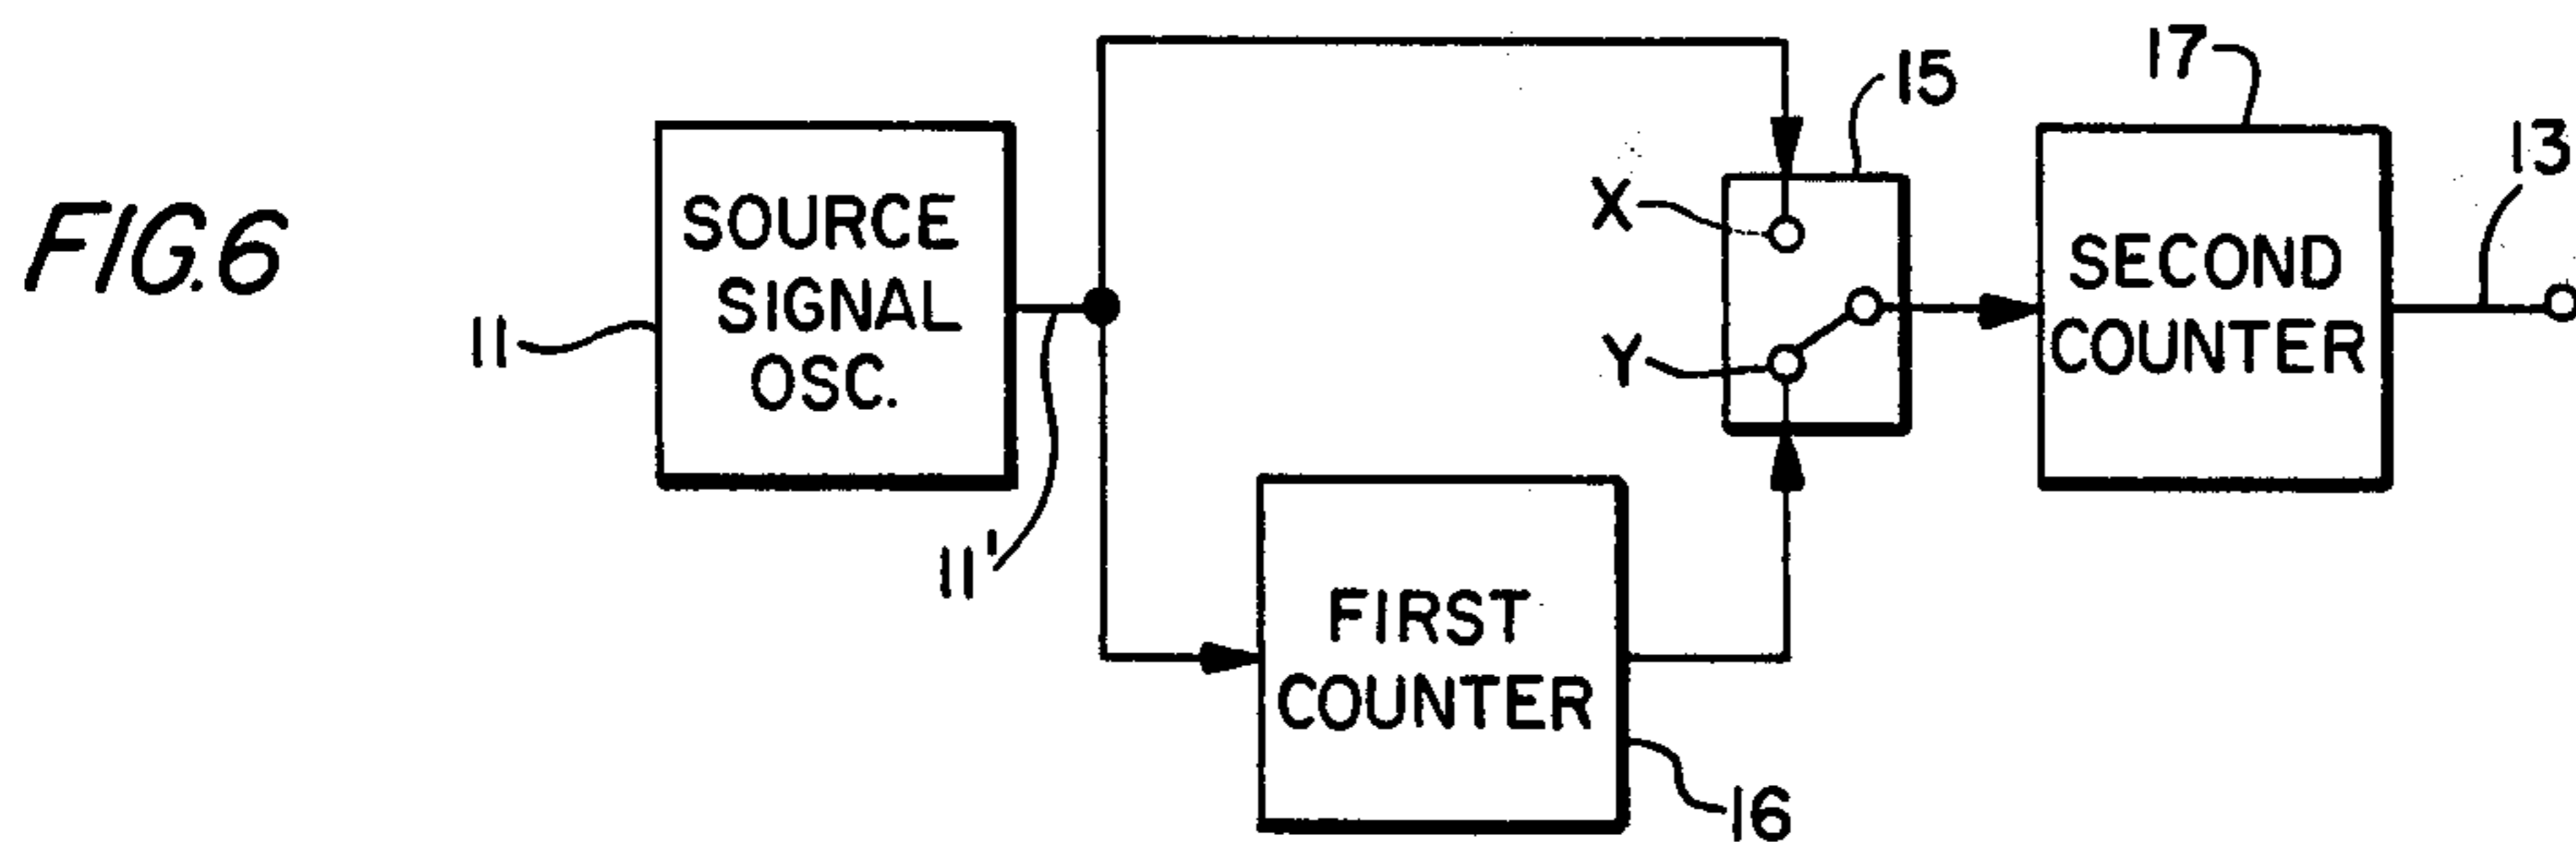 FIG.6
11
SOURCE
SIGNAL
OSC.
11'
X
Y
15
17
SECOND
COUNTER
13
FIRST
COUNTER
16